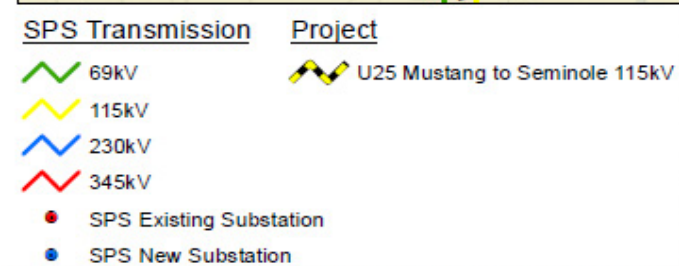 SPS Transmission
Project
69kV
U25 Mustang to Seminole 115kV
115kV
230kV
345kV
SPS Existing Substation
SPS New Substation